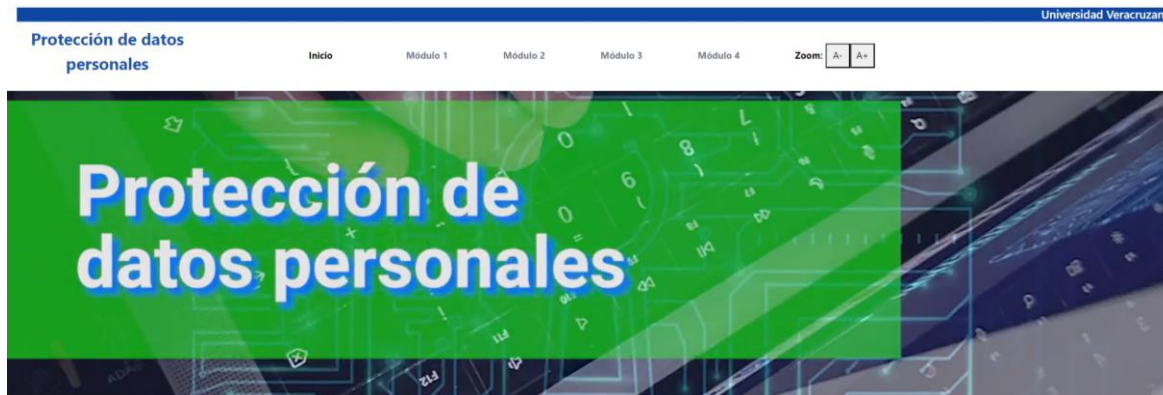 Universidad Veracruzan
Protección de datos
personales
Inicio Módulo 1 Módulo 2 Módulo 3 Módulo 4 Zoom: A- A+
Protección de
datos personales